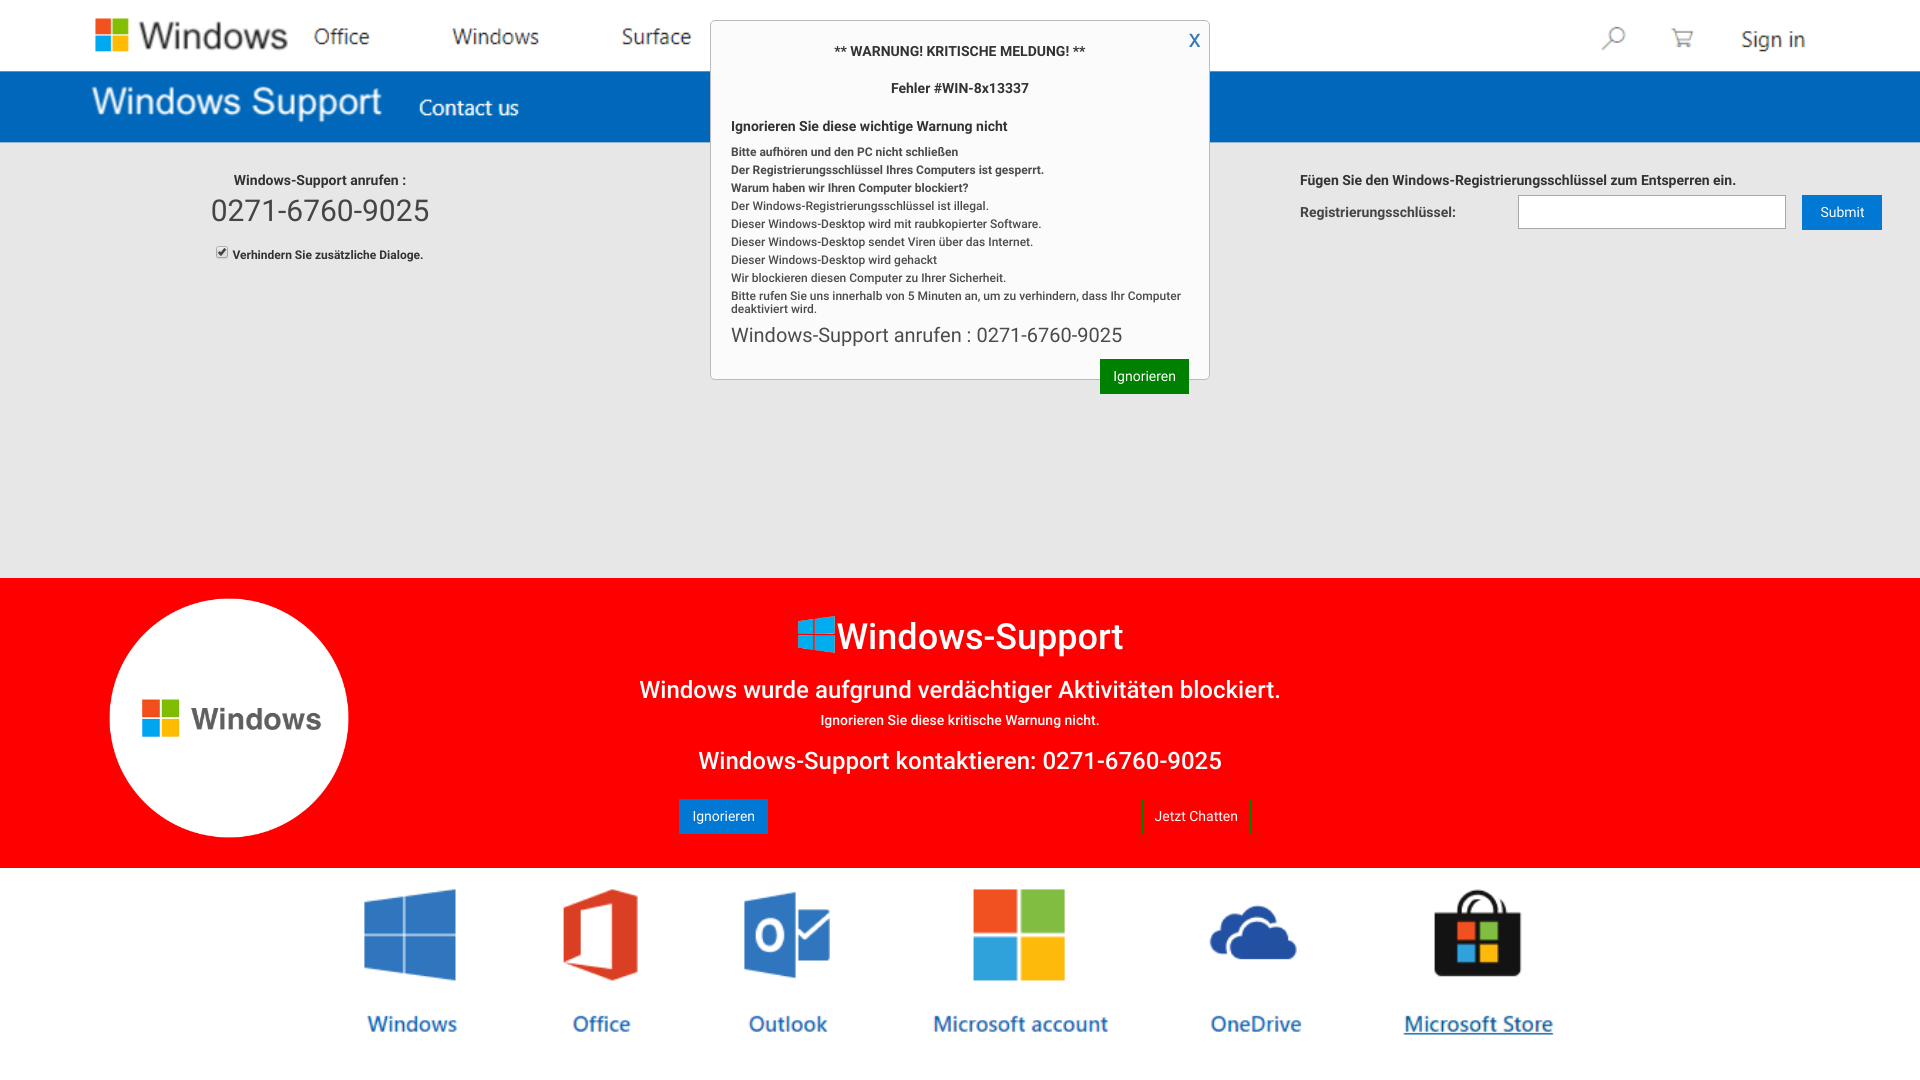 Windows
Office
Windows
Surface
Sign in
Windows Support
Contact us
X
** WARNUNG! KRITISCHE MELDUNG! **
Fehler #WIN-8x13337
Ignorieren Sie diese wichtige Warnung nicht
Bitte aufhören und den PC nicht schließen
Der Registrierungsschlüssel Ihres Computers ist gesperrt.
Warum haben wir Ihren Computer blockiert?
Der Windows-Registrierungsschlüssel ist illegal.
Dieser Windows-Desktop wird mit raubkopierter Software.
Dieser Windows-Desktop sendet Viren über das Internet.
Dieser Windows-Desktop wird gehackt
Wir blockieren diesen Computer zu Ihrer Sicherheit.
Bitte rufen Sie uns innerhalb von 5 Minuten an, um zu verhindern, dass Ihr Computer
deaktiviert wird.
Windows-Support anrufen : 0271-6760-9025
Ignorieren
Windows-Support anrufen :
0271-6760-9025
Verhindern Sie zusätzliche Dialoge.
Fügen Sie den Windows-Registrierungsschlüssel zum Entsperren ein.
Registrierungsschlüssel:
Submit
Windows
Windows-Support
Windows wurde aufgrund verdächtiger Aktivitäten blockiert.
Ignorieren Sie diese kritische Warnung nicht.
Windows-Support kontaktieren: 0271-6760-9025
Ignorieren
Jetzt Chatten
Windows
Office
Outlook
Microsoft account
OneDrive
Microsoft Store